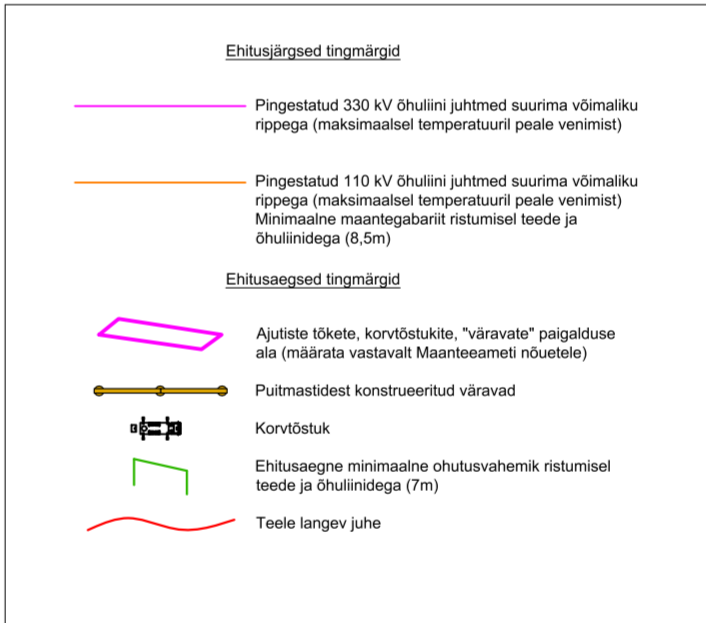 Ehitusjärgsed tingmärgid
Pingestatud 330 kV õhuliini juhtmed suurima võimaliku
rippega (maksimaalsel temperatuuril peale venimist)
Pingestatud 110 kV õhuliini juhtmed suurima võimaliku
rippega (maksimaalsel temperatuuril peale venimist)
Minimaalne maantegabariit ristumisel teede ja
õhuliinidega (8,5m)
Ehitusaegsed tingmärgid
Ajutiste tõkete, korvtõstukite, "väravate" paigalduse
ala (määrata vastavalt Maanteeameti nõuetele)
Puitmastidest konstrueeritud väravad
Korvtõstuk
Ehitusaegne minimaalne ohutusvahemik ristumisel
teede ja õhuliinidega (7m)
Teele langev juhe